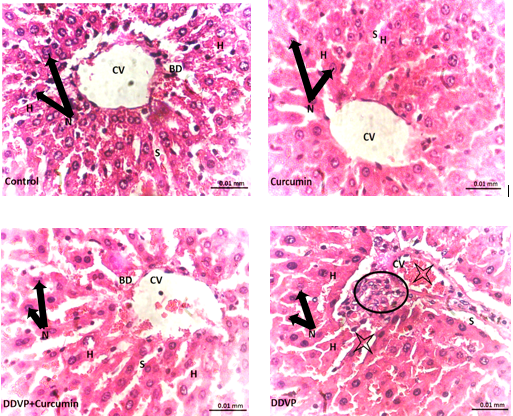 CV
H
BD
H
N
S
Control
0.01 mm
S
H
H
N
CV
Curcumin
0.01 mm
BD
CV
N
H
S
H
DDVP+Curcumin
0.01 mm
CV
H
S
N
H
DDVP
0.01 mm